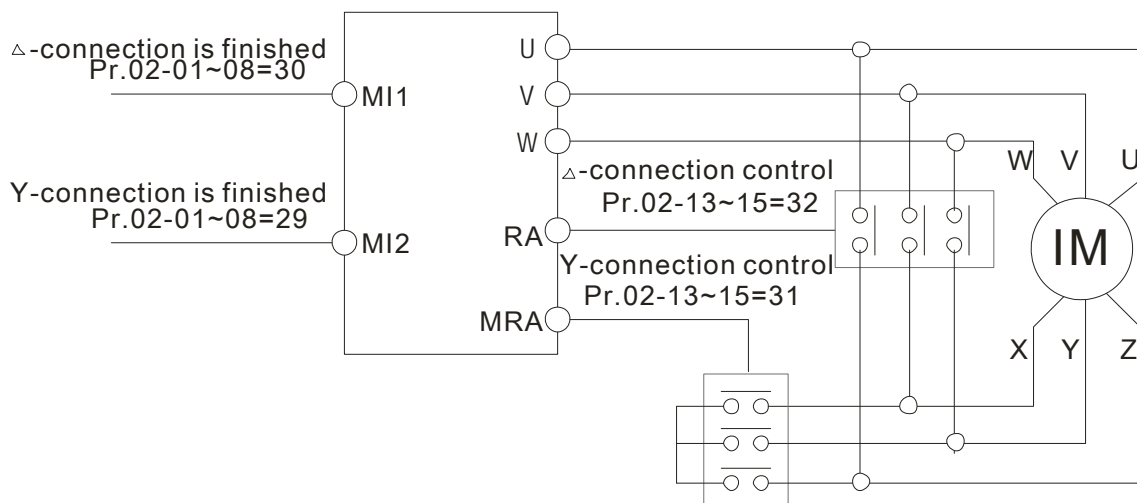 △-connection is finished
Pr.02-01~08=30
MI1
Y-connection is finished
Pr.02-01~08=29
MI2
U
V
W
△-connection control
Pr.02-13~15=32
RA
Y-connection control
Pr.02-13~15=31
MRA
W V U
IM
X Y Z